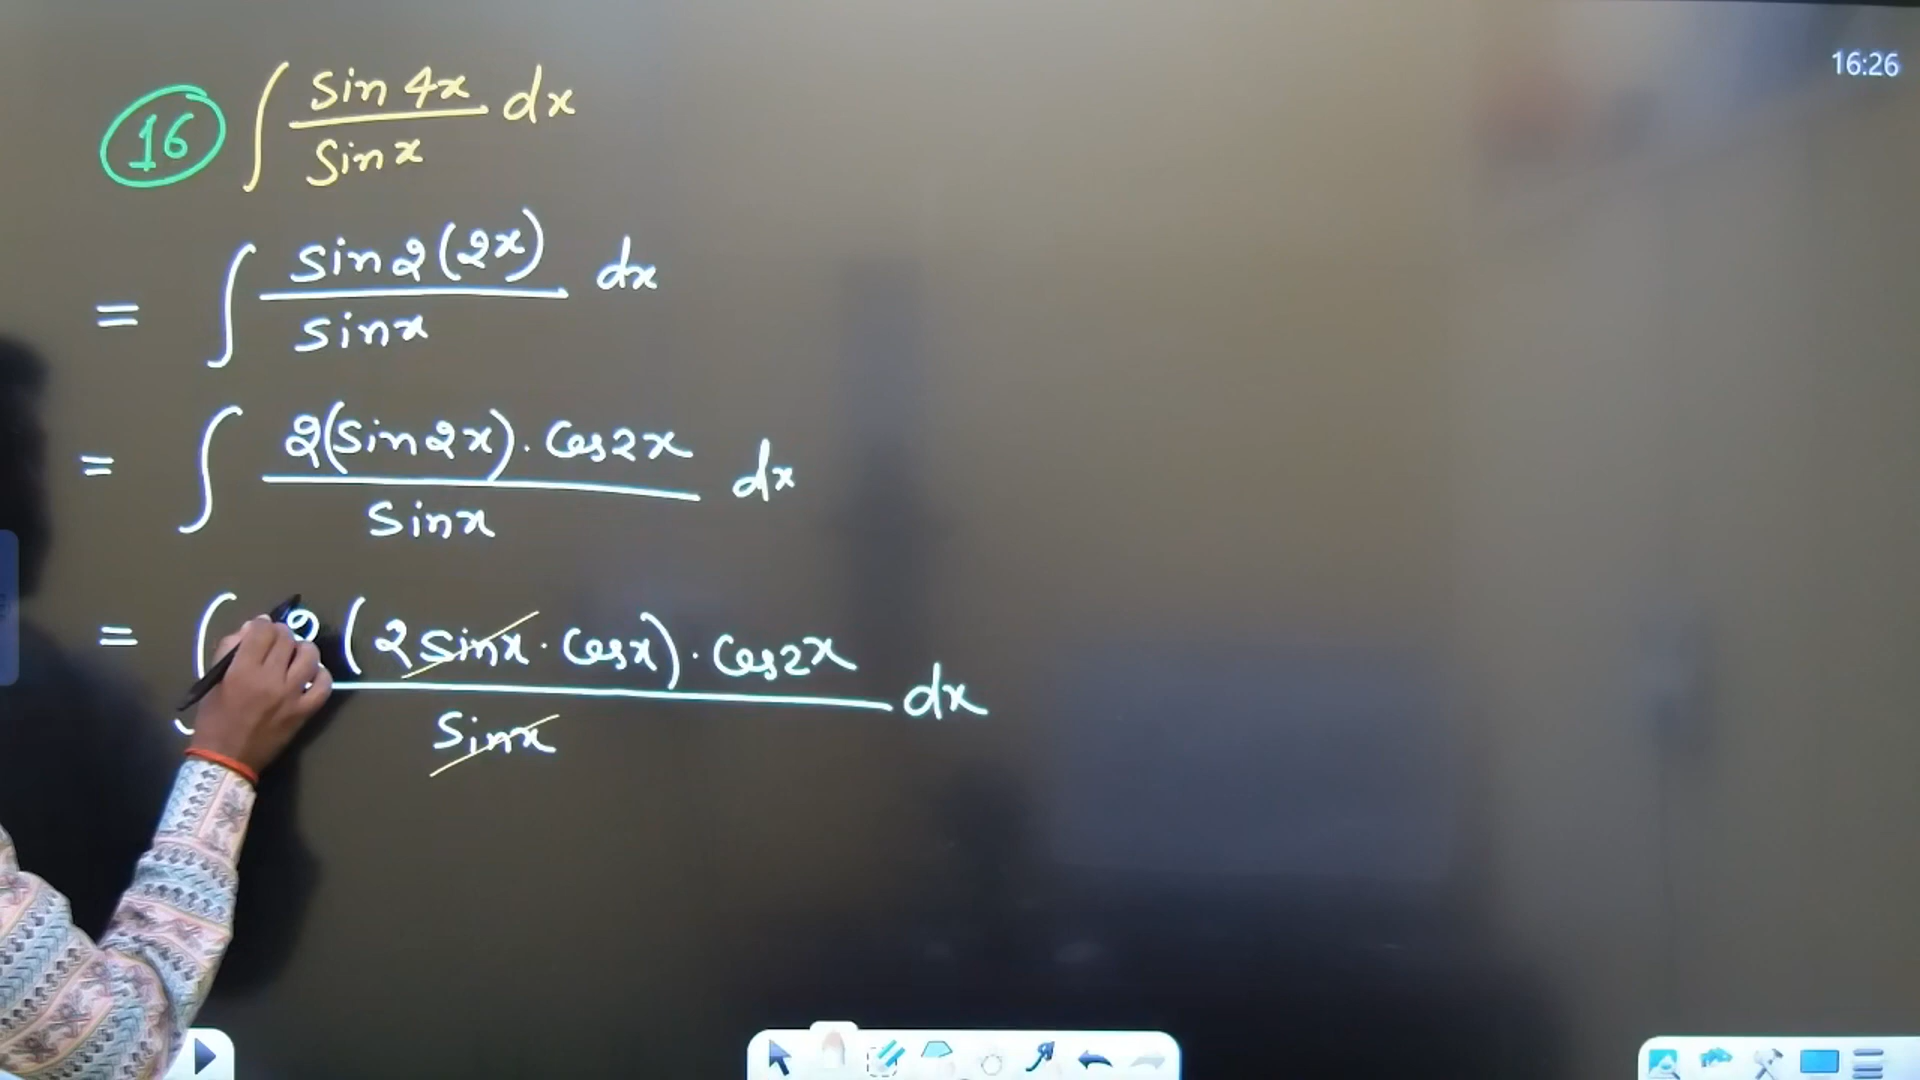 16:26
16 ∫ sin 4x / sin x dx
= ∫ sin 2(2x) / sin x dx
= ∫ 2(sin 2x) · cos 2x / sin x dx
= ∫ 2(2 sin x · cos x) · cos 2x / sin x dx